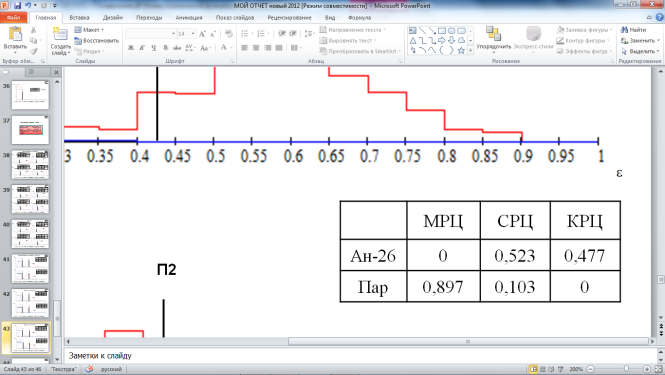 МОЙ ОТЧЕТ новый 2012 [Режим совместимости] - Microsoft PowerPoint
Файл Главная Вставка Дизайн Переходы Анимация Показ слайдов Рецензирование Вид Формула
Вставить
Буфер обм...
Создать слайд
Макет
Восстановить
Раздел
Слайды
18
Шрифт
Абзац
Направление текста
Выровнять текст
Преобразовать в SmartArt
Упорядочить
Экспресс-стили
Заливка фигуры
Контур фигуры
Эффекты фигур
Рисование
Найти
Заменить
Выделить
Редактирование
36
37
38
39
40
41
42
43
3 0.35 0.4 0.45 0.5 0.55 0.6 0.65 0.7 0.75 0.8 0.85 0.9 0.95 1
ε
МРЦ СРЦ КРЦ
Ан-26 0 0,523 0,477
Пар 0,897 0,103 0
П2
Заметки к слайду
Слайд 43 из 46 "Текстура" русский 200%